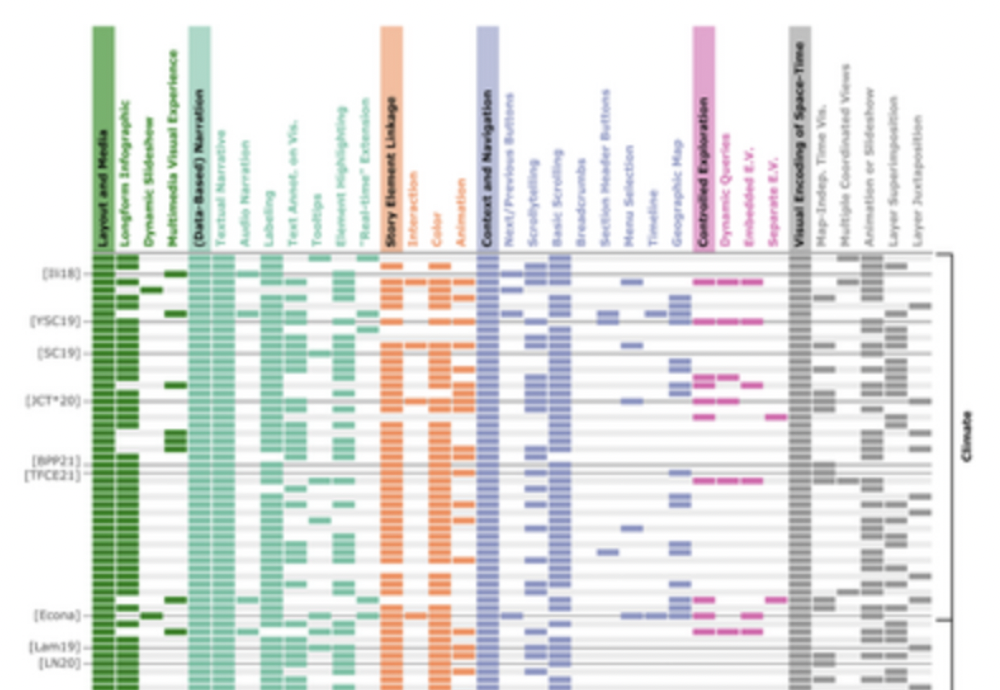 Layout and Media
Longform Infographic
Dynamic Slideshow
Multimedia Visual Experience
(Data-Based) Narration
Textual Narrative
Audio Narration
Labeling
Text Annot. on Vis.
Tooltips
Element Highlighting
"Real-time" Extension
Story Element Linkage
Interaction
Color
Animation
Context and Navigation
Next/Previous Buttons
Scrollytelling
Basic Scrolling
Breadcrumbs
Section Header Buttons
Menu Selection
Timeline
Geographic Map
Controlled Exploration
Dynamic Queries
Embedded E.V.
Separate E.V.
Visual Encoding of Space-Time
Map-Indep. Time Vis.
Multiple Coordinated Views
Animation or Slideshow
Layer Superimposition
Layer Juxtaposition
[YSC19]
[SC19]
[JCT*20]
[BPP21]
[TFCE21]
[Econa]
[Lam19]
[LN20]
Climate